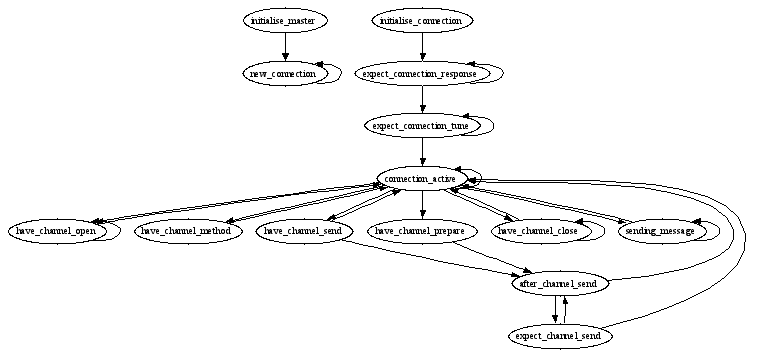 initialise_master
initialise_connection
new_connection
expect_connection_response
expect_connection_tune
connection_active
have_channel_open
have_channel_method
have_channel_send
have_channel_prepare
have_channel_close
sending_message
after_channel_send
expect_channel_send